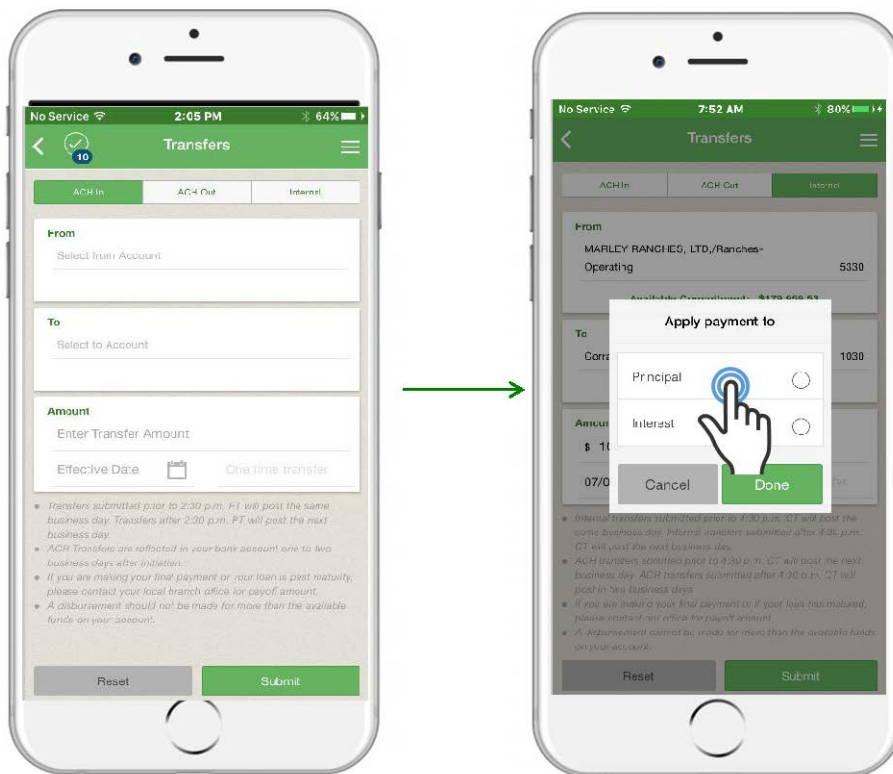 No Service 2:05 PM 64%
10 Transfers
ACH In ACH Out Internal
From
Select from Account
To
Select to Account
Amount
Enter Transfer Amount
Effective Date One time transfer
Transfers submitted prior to 2:30 p.m. PT will post the same
business day. Transfers after 2:30 p.m. PT will post the next
business day.
ACH Transfers are reflected in your bank account one to two
business days after initiation.
If you are making your final payment or your loan is past maturity,
please contact your local branch office for payoff amount.
A disbursement should not be made for more than the available
funds on your account.
Reset Submit
No Service 7:52 AM 80%
Transfers
ACH In ACH Out Internal
From
MARLEY RANCHES, LTD,/Ranches-
Operating 5330
Available Commitment: $179,958.53
Apply payment to
To
Corra 1030
Principal
Interest
Amoun
$ 10
07/0
Cancel Done
Internal transfers submitted prior to 4:30 p.m. CT will post the
same business day. Internal transfers submitted after 4:30 p.m.
CT will post the next business day.
ACH transfers submitted prior to 4:30 p.m. CT will post the next
business day. ACH transfers submitted after 4:30 p.m. CT will
post in two business days.
If you are making your final payment or if your loan has matured,
please contact our office for payoff amount.
A disbursement cannot be made for more than the available funds
on your account.
Reset Submit